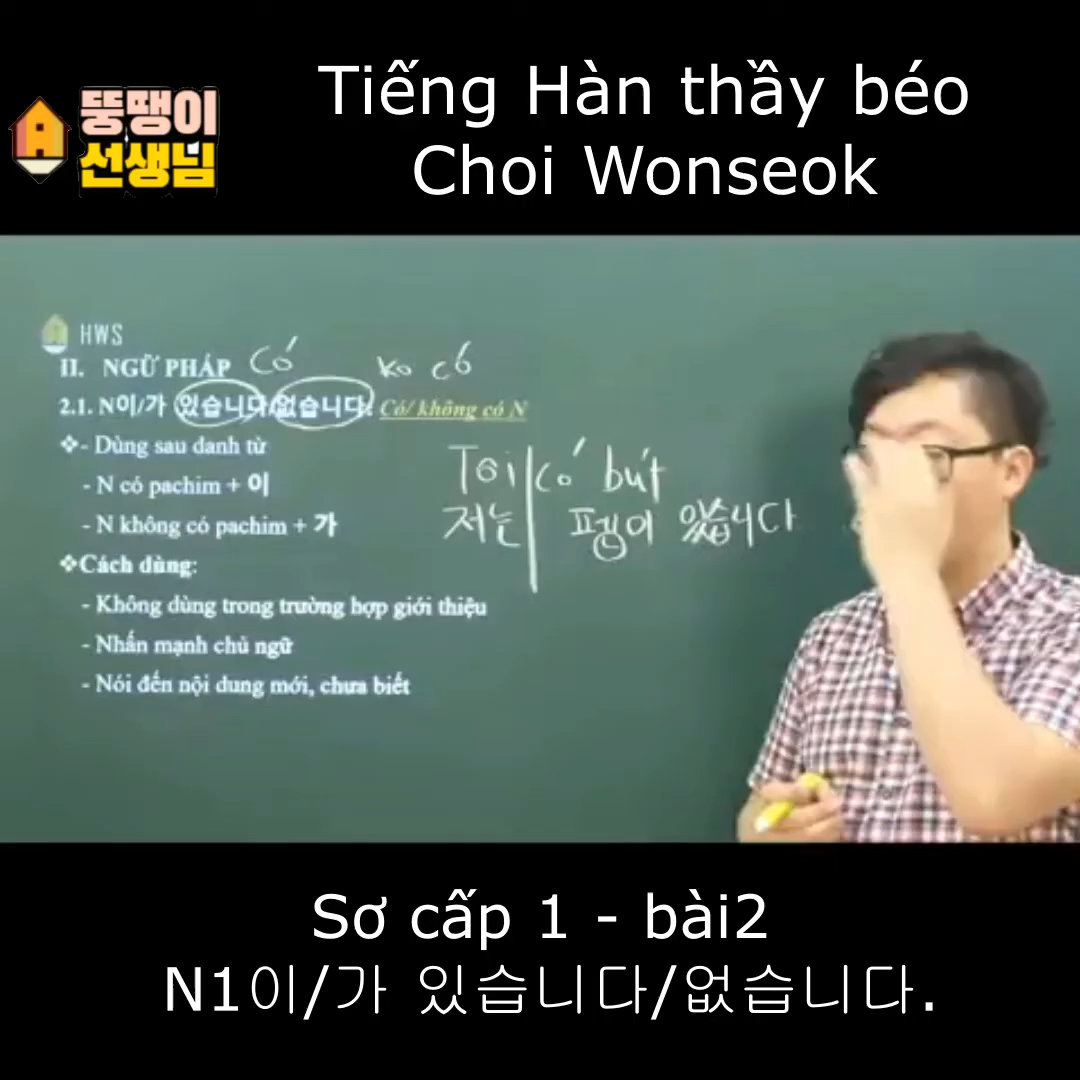 뚱땡이
선생님
Tiếng Hàn thầy béo
Choi Wonseok
HWS
II. NGỮ PHÁP Có ko có
2.1. N이/가 있습니다/없습니다: Có/ không có N
❖- Dùng sau danh từ
- N có pachim + 이
- N không có pachim + 가
❖Cách dùng:
- Không dùng trong trường hợp giới thiệu
- Nhấn mạnh chủ ngữ
- Nói đến nội dung mới, chưa biết
Toi có bút
저는 펜이 있습니다
Sơ cấp 1 - bài2
N1이/가 있습니다/없습니다.